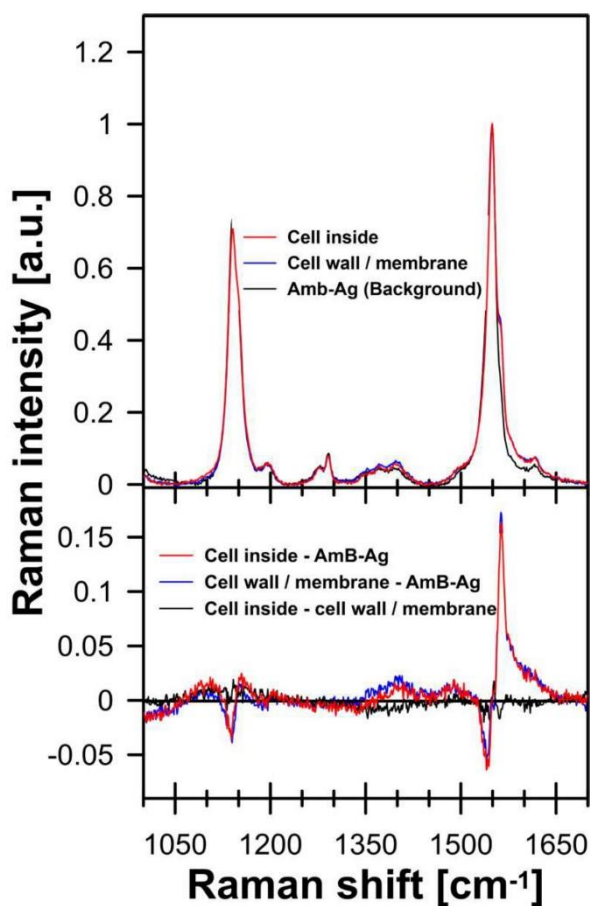 Raman intensity [a.u.]
1.2
1
0.8
0.6
0.4
0.2
0
Cell inside
Cell wall / membrane
Amb-Ag (Background)
0.15
0.1
0.05
0
-0.05
Cell inside - AmB-Ag
Cell wall / membrane - AmB-Ag
Cell inside - cell wall / membrane
1050 1200 1350 1500 1650
Raman shift [cm-1]